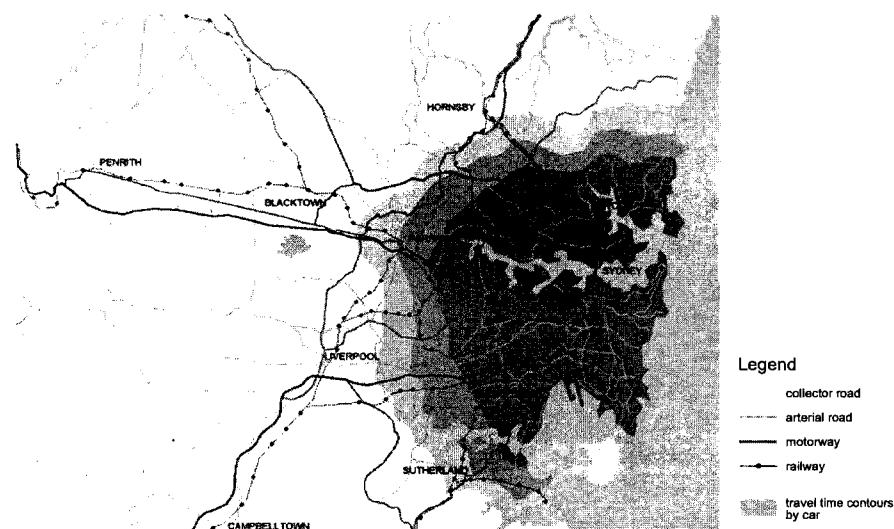 HORNSBY
PENRITH
BLACKTOWN
SYDNEY
LIVERPOOL
SUTHERLAND
CAMPBELLTOWN
Legend
collector road
arterial road
motorway
railway
travel time contours
by car